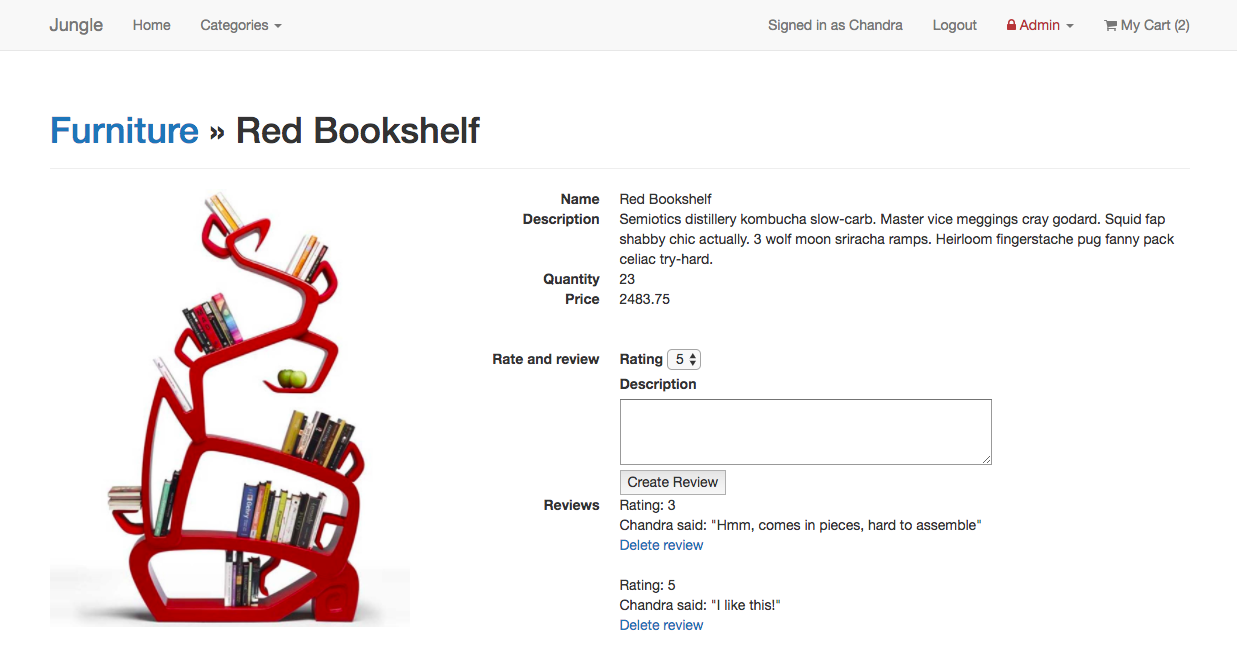 Jungle Home Categories Signed in as Chandra Logout Admin My Cart (2)
Furniture » Red Bookshelf
Name Red Bookshelf
Description Semiotics distillery kombucha slow-carb. Master vice meggings cray godard. Squid fap
shabby chic actually. 3 wolf moon sriracha ramps. Heirloom fingerstache pug fanny pack
celiac try-hard.
Quantity 23
Price 2483.75
Rate and review Rating 5
Description
Create Review
Reviews Rating: 3
Chandra said: "Hmm, comes in pieces, hard to assemble"
Delete review
Rating: 5
Chandra said: "I like this!"
Delete review